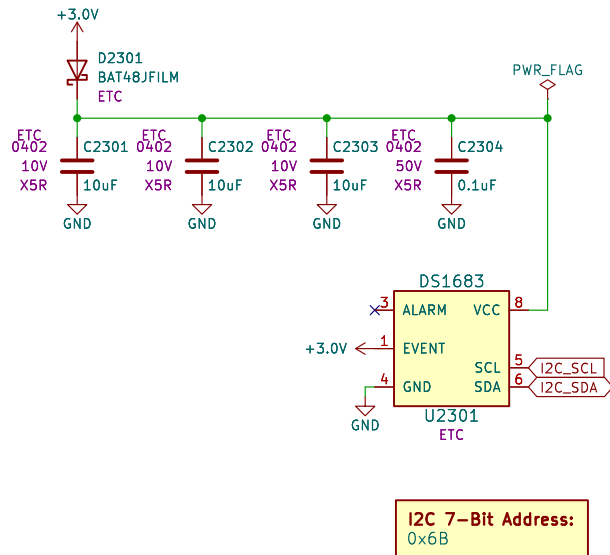 +3.0V
D2301
BAT48JFILM
ETC
PWR_FLAG
ETC
0402
10V
X5R
C2301
10uF
GND
ETC
0402
10V
X5R
C2302
10uF
GND
ETC
0402
10V
X5R
C2303
10uF
GND
ETC
0402
50V
X5R
C2304
0.1uF
GND
DS1683
3 ALARM VCC 8
+3.0V 1 EVENT
SCL 5 I2C_SCL
4 GND SDA 6 I2C_SDA
GND
U2301
ETC
I2C 7-Bit Address:
0x6B